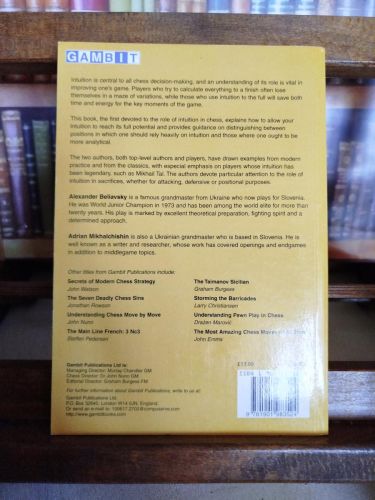 GAMBIT
Intuition is central to all chess decision-making, and an understanding of its role is vital in
improving one's game. Players who try to calculate everything to a finish often lose
themselves in a maze of variations, while those who use intuition to the full will save both
time and energy for the key moments of the game.
This book, the first devoted to the role of intuition in chess, explains how to allow your
intuition to reach its full potential and provides guidance on distinguishing between
positions in which one should rely heavily on intuition and those where one ought to be
more analytical.
The two authors, both top-level authors and players, have drawn examples from modern
practice and from the classics, with especial emphasis on players whose intuition has
been legendary, such as Mikhail Tal. The authors devote particular attention to the role of
intuition in sacrifices, whether for attacking, defensive or positional purposes.
Alexander Beliavsky is a famous grandmaster from Ukraine who now plays for Slovenia.
He was World Junior Champion in 1973 and has been among the world elite for more than
twenty years. His play is marked by excellent theoretical preparation, fighting spirit and a
determined approach.
Adrian Mikhalchishin is also a Ukrainian grandmaster who is based in Slovenia. He is
well known as a writer and researcher, whose work has covered openings and endgames
in addition to middlegame topics.
Other titles from Gambit Publications include:
Secrets of Modern Chess Strategy
John Watson
The Seven Deadly Chess Sins
Jonathan Rowson
Understanding Chess Move by Move
John Nunn
The Main Line French: 3 Nc3
Steffen Pedersen
The Taimanov Sicilian
Graham Burgess
Storming the Barricades
Larry Christiansen
Understanding Pawn Play in Chess
Dražen Marović
The Most Amazing Chess Moves
John Emms
Gambit Publications Ltd is
Managing Director: Murray Chandler GM
Chess Director: Dr John Nunn GM
Editorial Director: Graham Burgess FM
For further information about Gambit Publications, write to us at:
Gambit Publications Ltd,
P.O. Box 32640, London W14 0JN, England.
Or send an e-mail to: 100617.2703@compuserve.com
http://www.gambitbooks.com
9 781901 983524